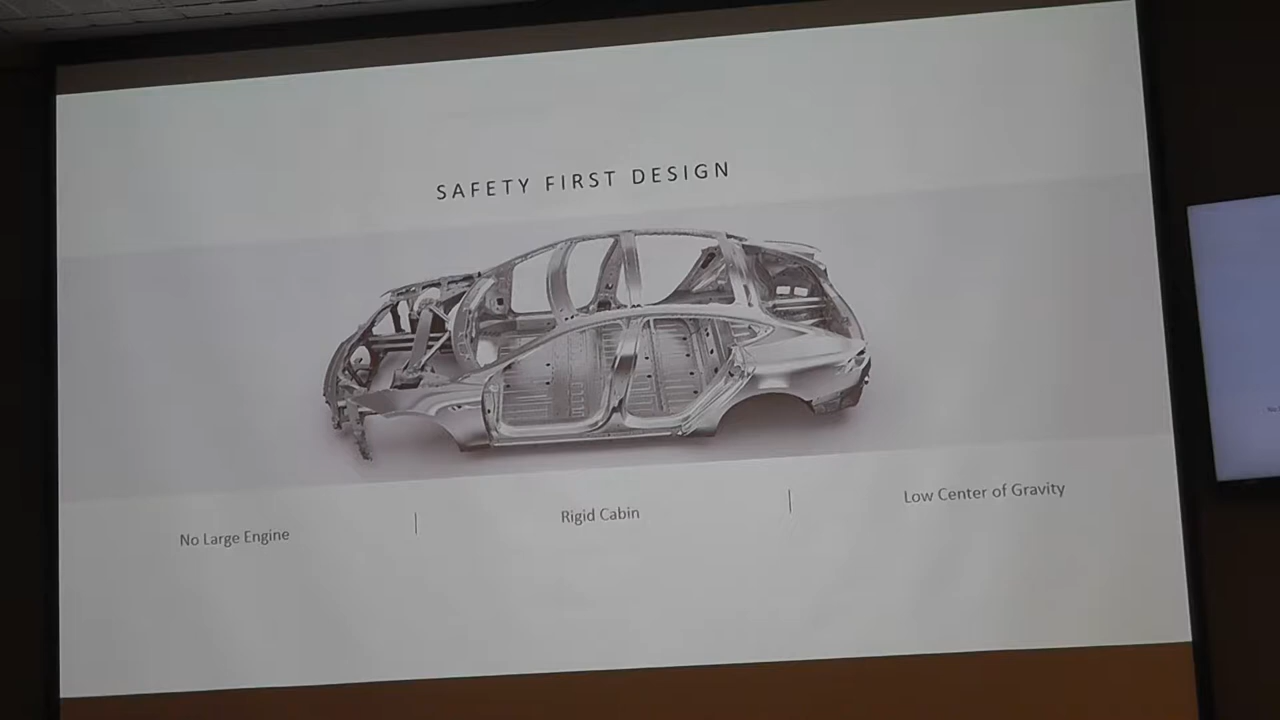 SAFETY FIRST DESIGN
No Large Engine
Rigid Cabin
Low Center of Gravity